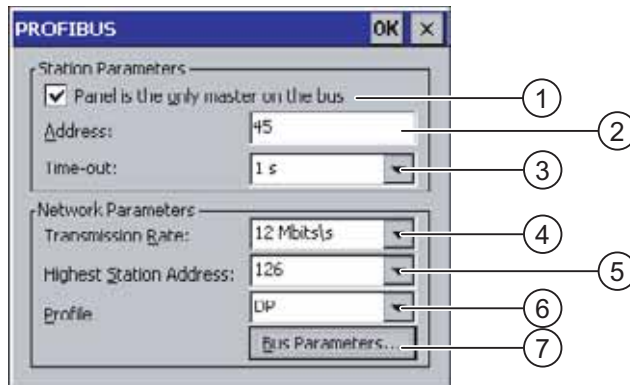 PROFIBUS OK ×
Station Parameters
Panel is the only master on the bus 1
Address: 45 2
Time-out: 1 s 3
Network Parameters
Transmission Rate: 12 Mbits\s 4
Highest Station Address: 126 5
Profile DP 6
Bus Parameters... 7